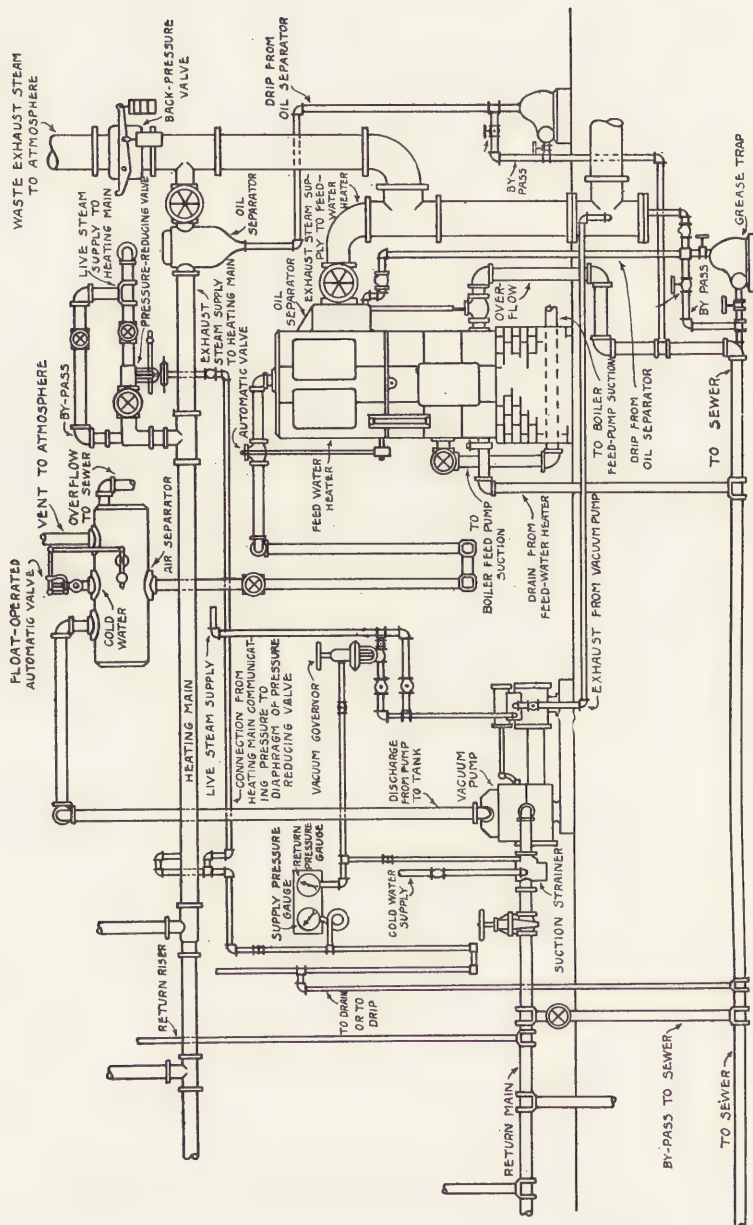 WASTE EXHAUST STEAM
TO ATMOSPHERE
BACK-PRESSURE
VALVE
LIVE STEAM
SUPPLY TO
HEATING MAIN
PRESSURE-REDUCING VALVE
BY-PASS
OIL
SEPARATOR
DRIP FROM
OIL SEPARATOR
EXHAUST STEAM SUP-
PLY TO FEED-
WATER
HEATER
BY
PASS
GREASE TRAP
VENT TO ATMOSPHERE
OVERFLOW
TO SEWER
FLOAT-OPERATED
AUTOMATIC VALVE
COLD
WATER
AIR SEPARATOR
EXHAUST
STEAM SUPPLY
TO HEATING MAIN
AUTOMATIC VALVE
OIL
SEPARATOR
FEED WATER
HEATER
OVER-
FLOW
BY PASS
TO BOILER
FEED-PUMP SUCTION
DRIP FROM
OIL SEPARATOR
TO SEWER
TO
BOILER FEED PUMP
SUCTION
DRAIN FROM
FEED-WATER HEATER
HEATING MAIN
LIVE STEAM SUPPLY
CONNECTION FROM
HEATING MAIN COMMUNICAT-
ING PRESSURE TO
DIAPHRAGM OF PRESSURE
REDUCING VALVE
VACUUM GOVERNOR
EXHAUST FROM VACUUM PUMP
DISCHARGE
FROM PUMP
TO TANK
VACUUM
PUMP
SUPPLY PRESSURE
GAUGE
RETURN
PRESSURE
GAUGE
COLD WATER
SUPPLY
SUCTION STRAINER
RETURN RISER
TO DRAIN
OR TO
DRIP
RETURN MAIN
BY-PASS TO SEWER
TO SEWER